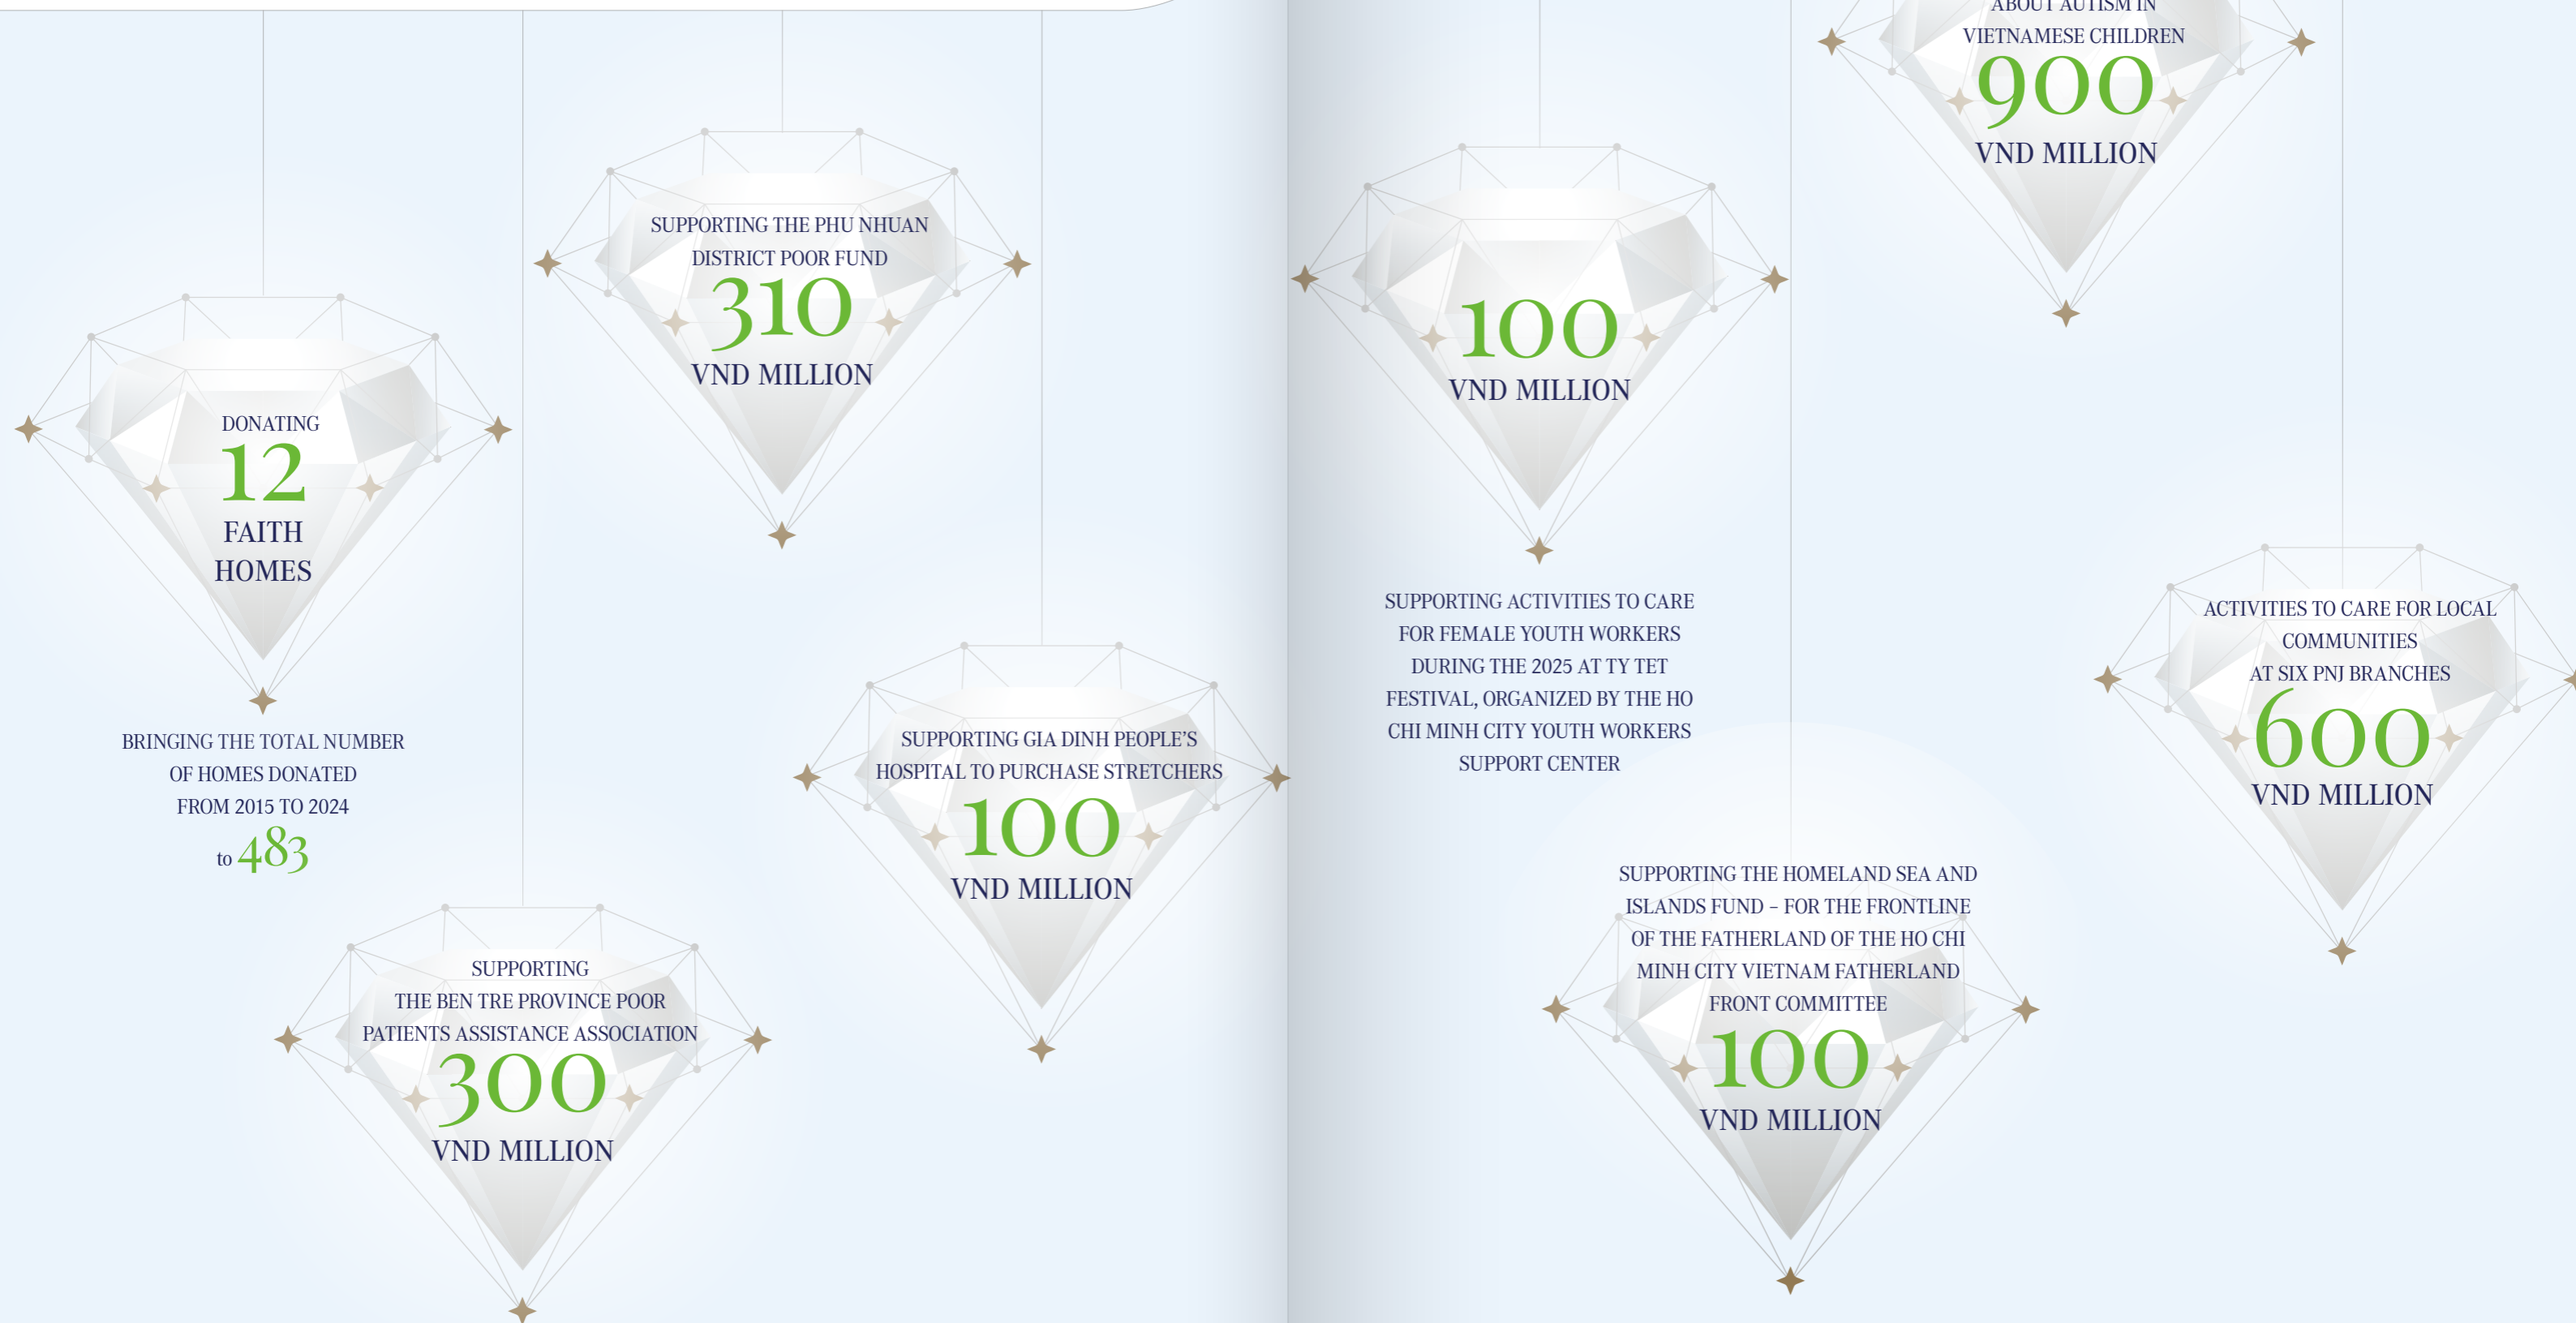 DONATING
12
FAITH
HOMES
BRINGING THE TOTAL NUMBER
OF HOMES DONATED
FROM 2015 TO 2024
to 483
SUPPORTING THE PHU NHUAN
DISTRICT POOR FUND
310
VND MILLION
SUPPORTING
THE BEN TRE PROVINCE POOR
PATIENTS ASSISTANCE ASSOCIATION
300
VND MILLION
SUPPORTING GIA DINH PEOPLE'S
HOSPITAL TO PURCHASE STRETCHERS
100
VND MILLION
100
VND MILLION
SUPPORTING ACTIVITIES TO CARE
FOR FEMALE YOUTH WORKERS
DURING THE 2025 AT TY TET
FESTIVAL, ORGANIZED BY THE HO
CHI MINH CITY YOUTH WORKERS
SUPPORT CENTER
ABOUT AUTISM IN
VIETNAMESE CHILDREN
900
VND MILLION
SUPPORTING THE HOMELAND SEA AND
ISLANDS FUND – FOR THE FRONTLINE
OF THE FATHERLAND OF THE HO CHI
MINH CITY VIETNAM FATHERLAND
FRONT COMMITTEE
100
VND MILLION
ACTIVITIES TO CARE FOR LOCAL
COMMUNITIES
AT SIX PNJ BRANCHES
600
VND MILLION